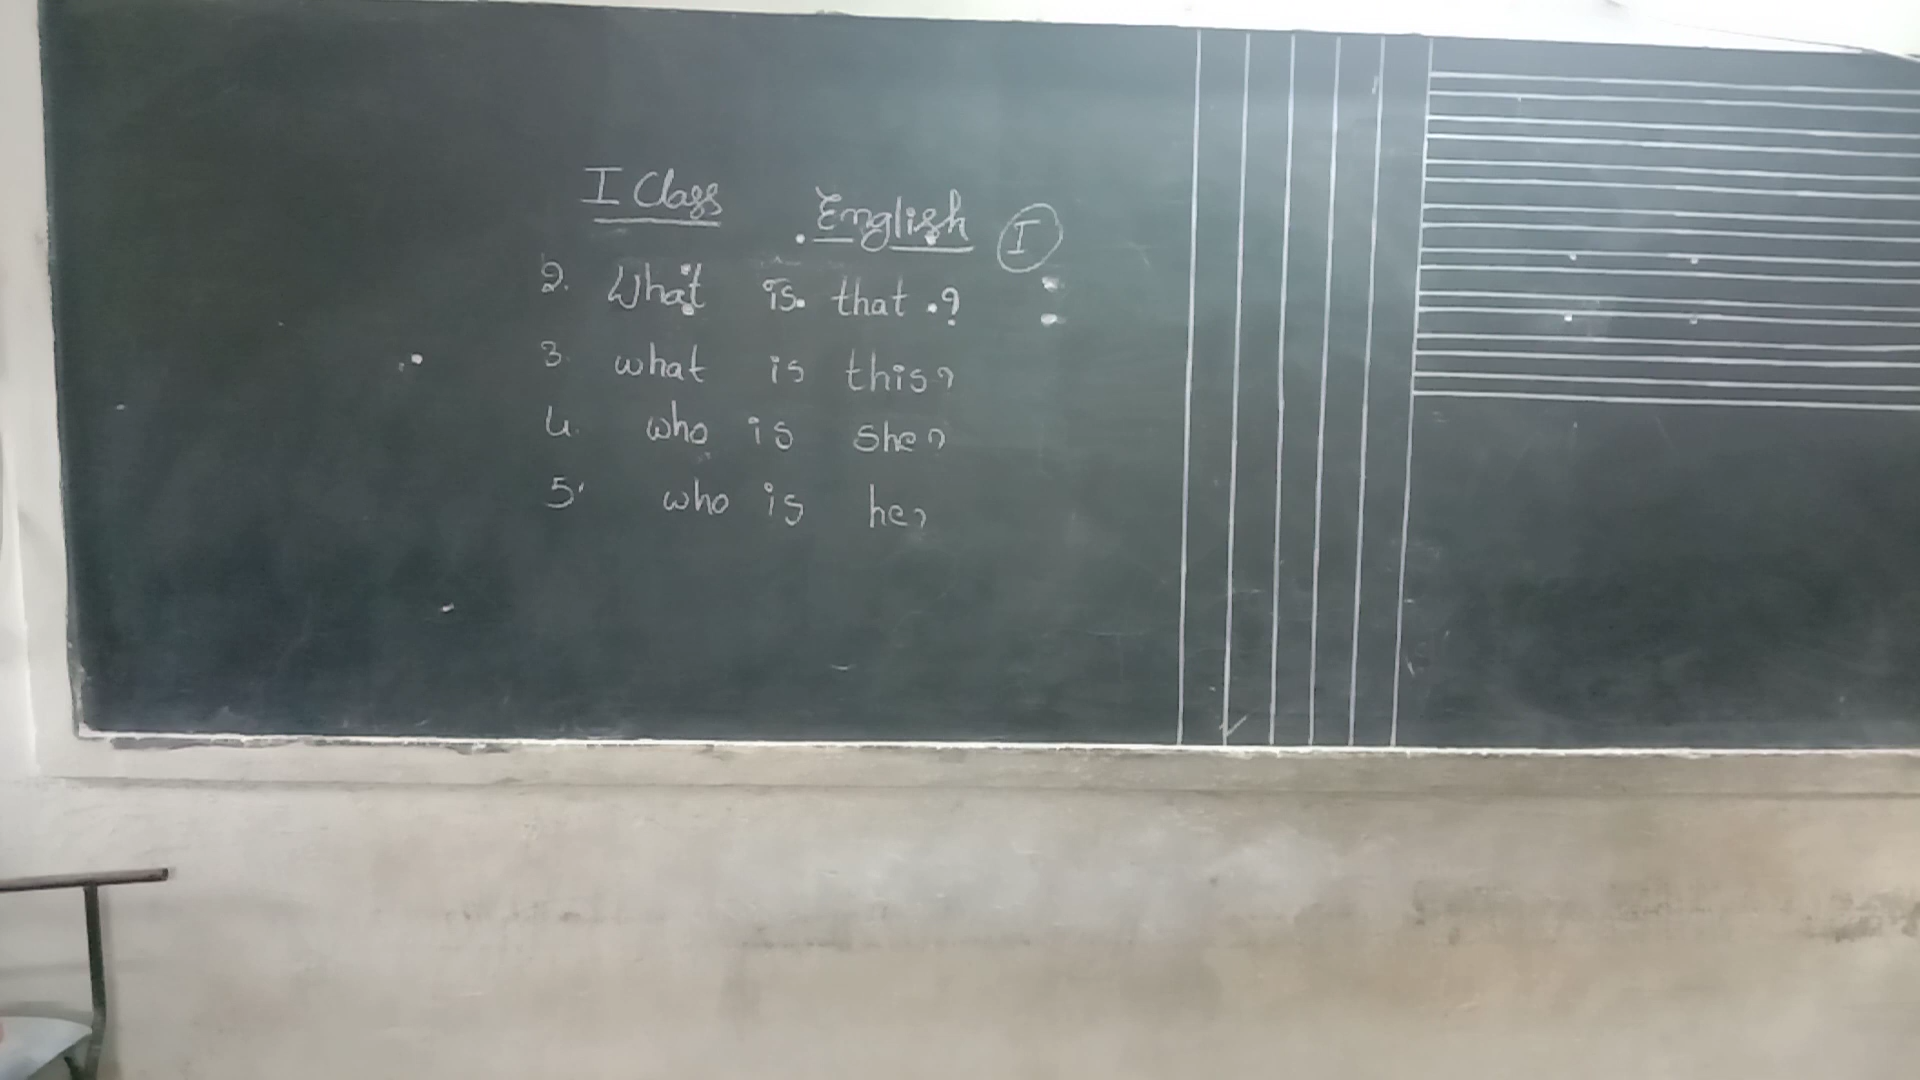 I Class English I
2. What is that ?
3. what is this?
4. who is she?
5. who is he?